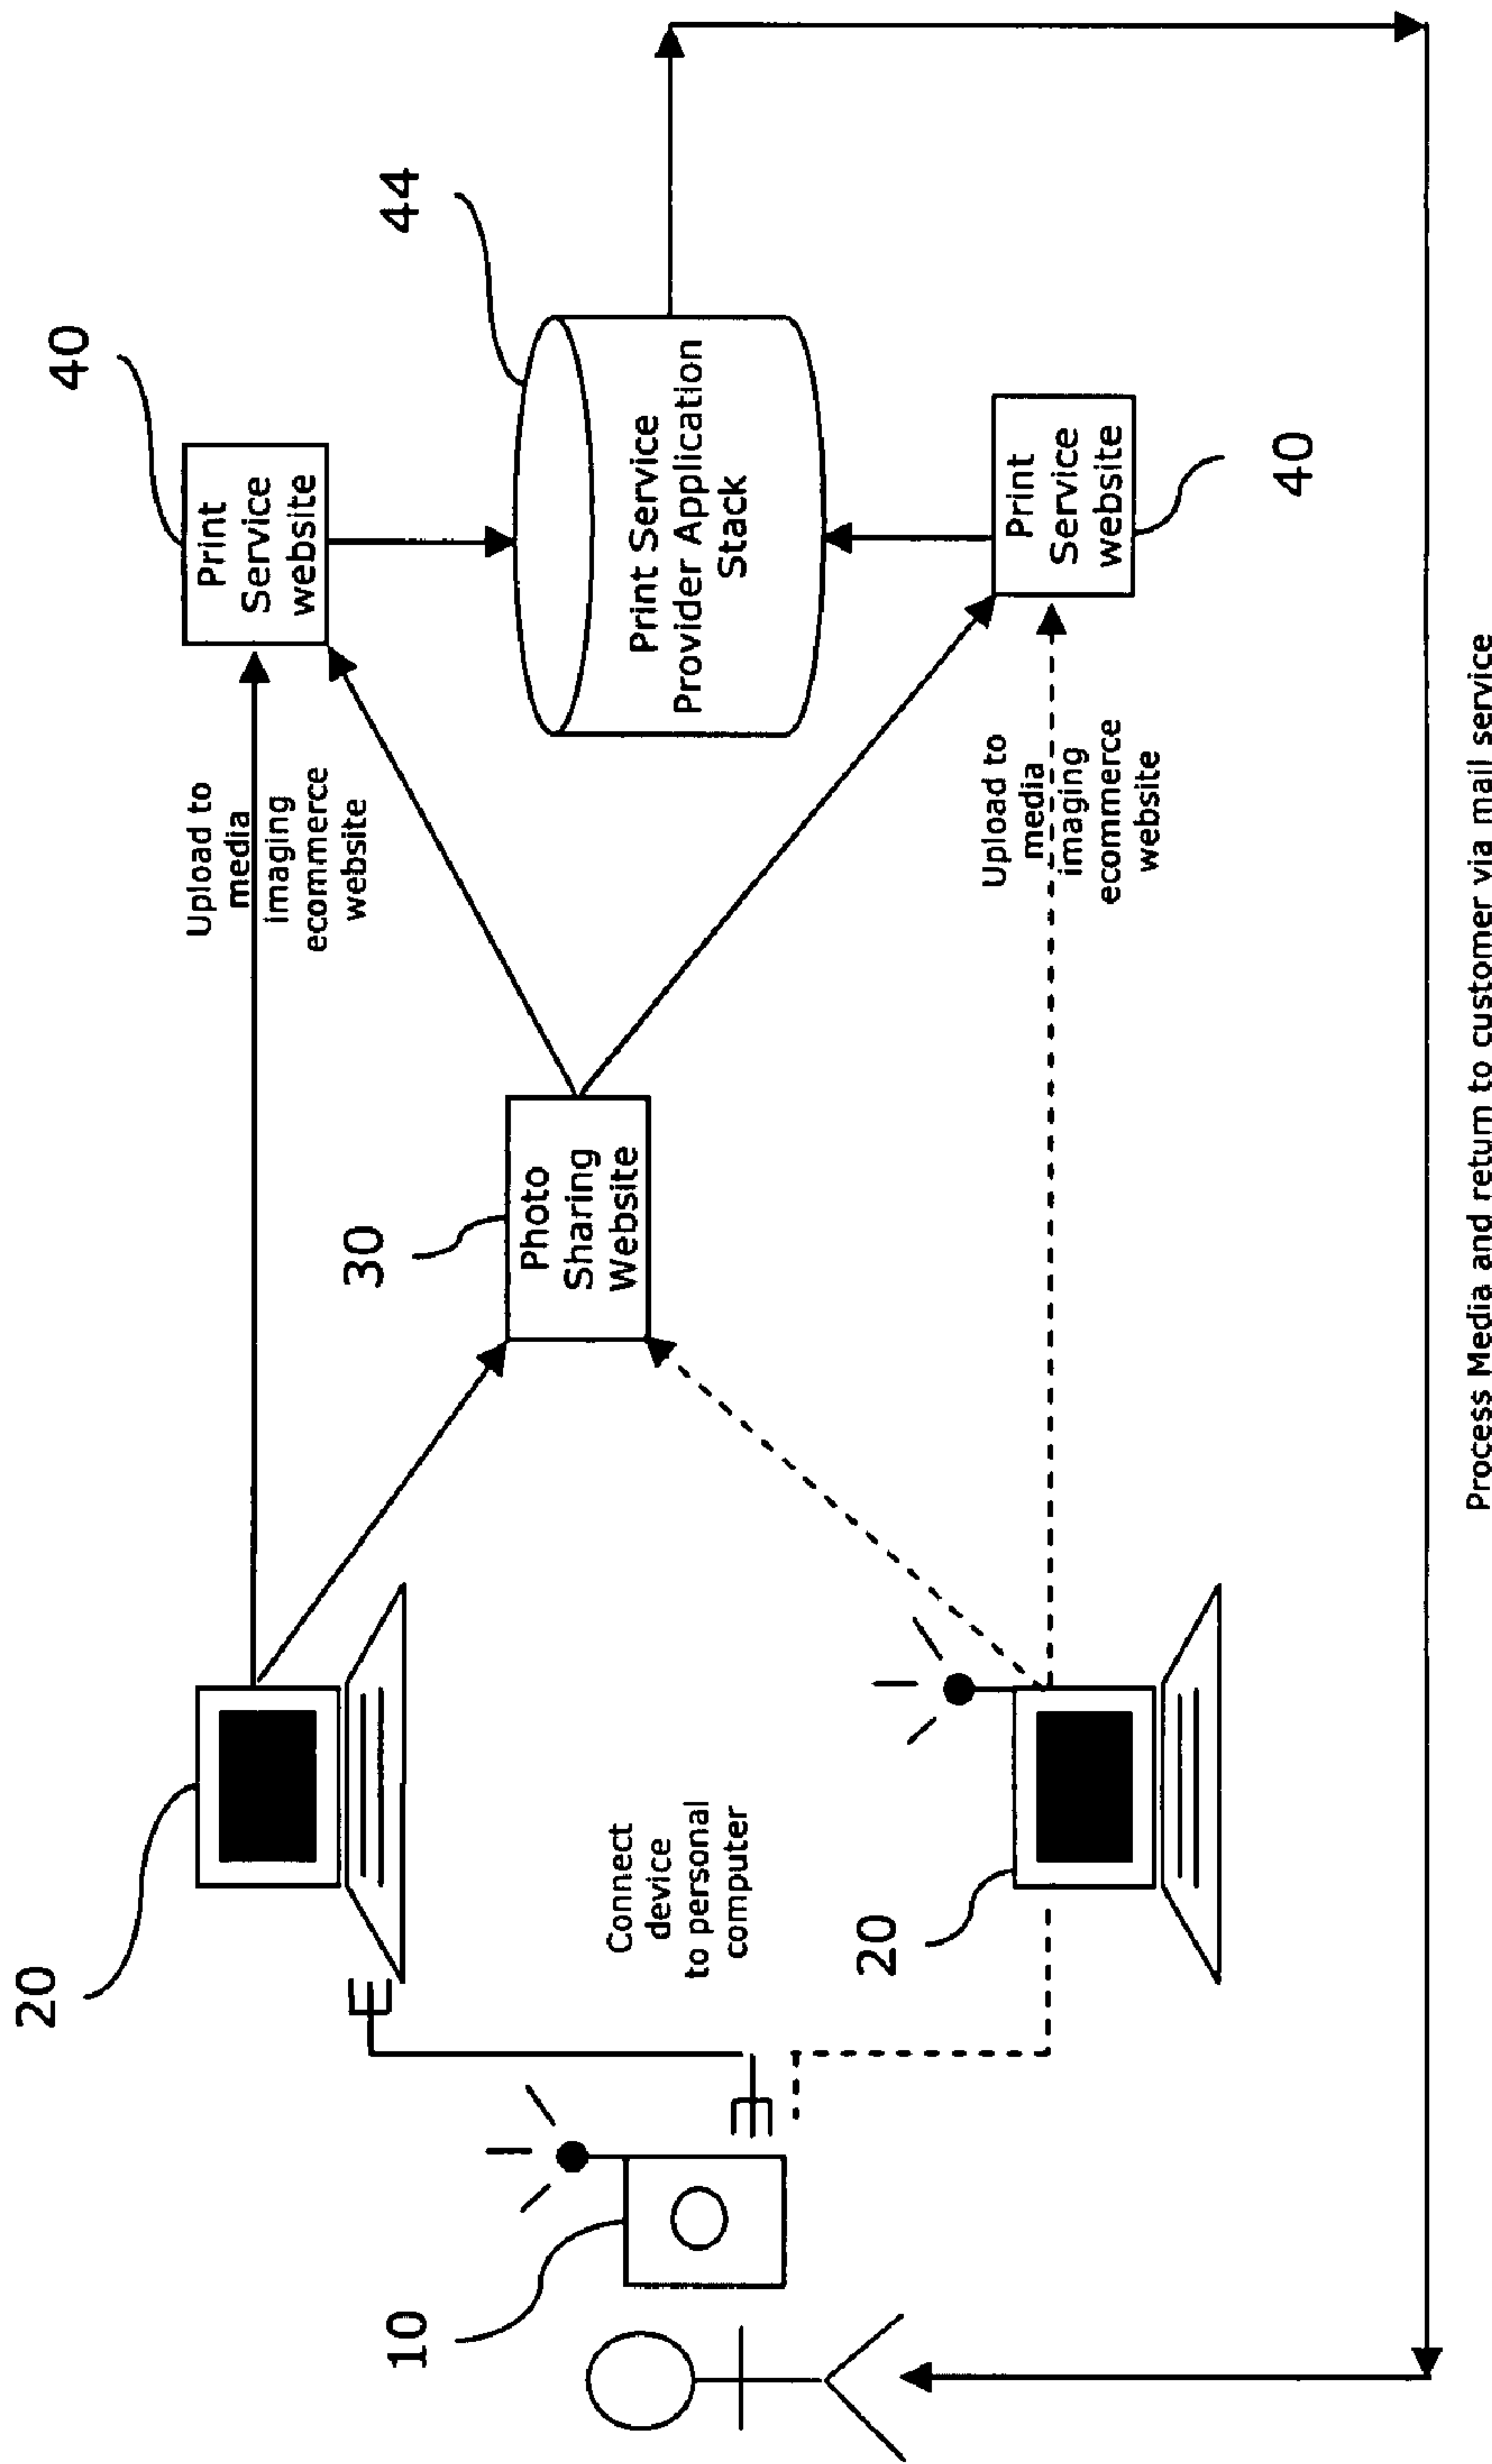 20
40
Upload to
media
imaging
ecommerce
website
Print
Service
website
44
30
Photo
Sharing
Website
Print Service
Provider Application
Stack
10
Connect
device
to personal
computer
20
Upload to
media
imaging
ecommerce
website
Print
Service
website
40
Process Media and return to customer via mail service